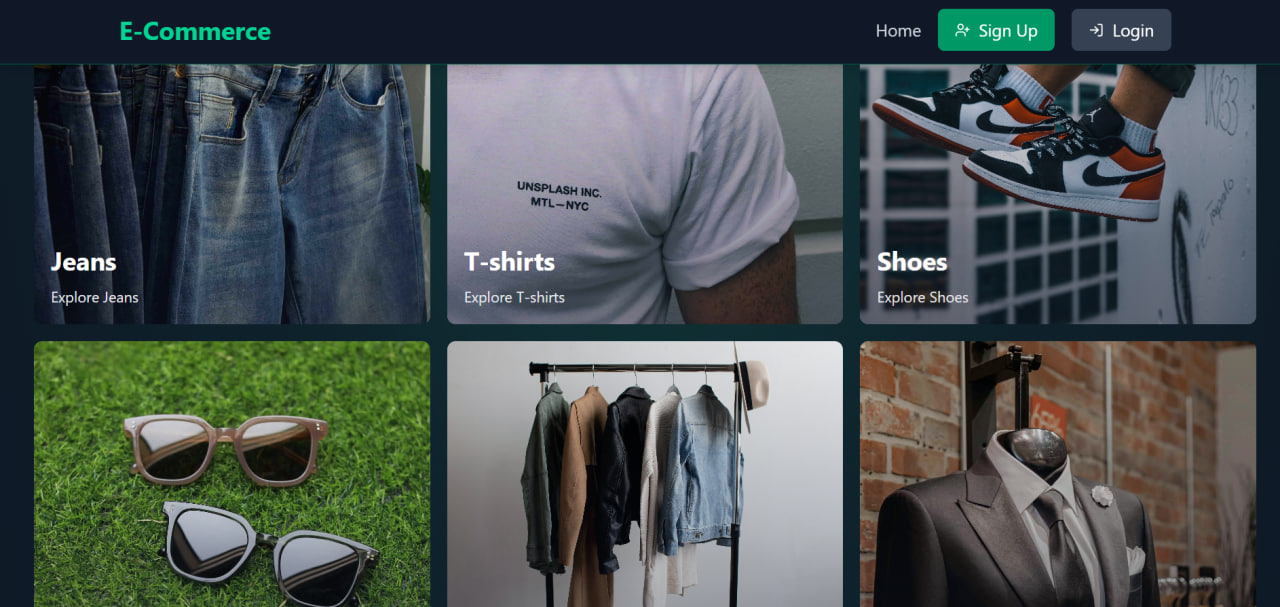 E-Commerce
Home
Sign Up
Login
UNSPLASH INC.
MTL—NYC
Jeans
Explore Jeans
T-shirts
Explore T-shirts
Shoes
Explore Shoes